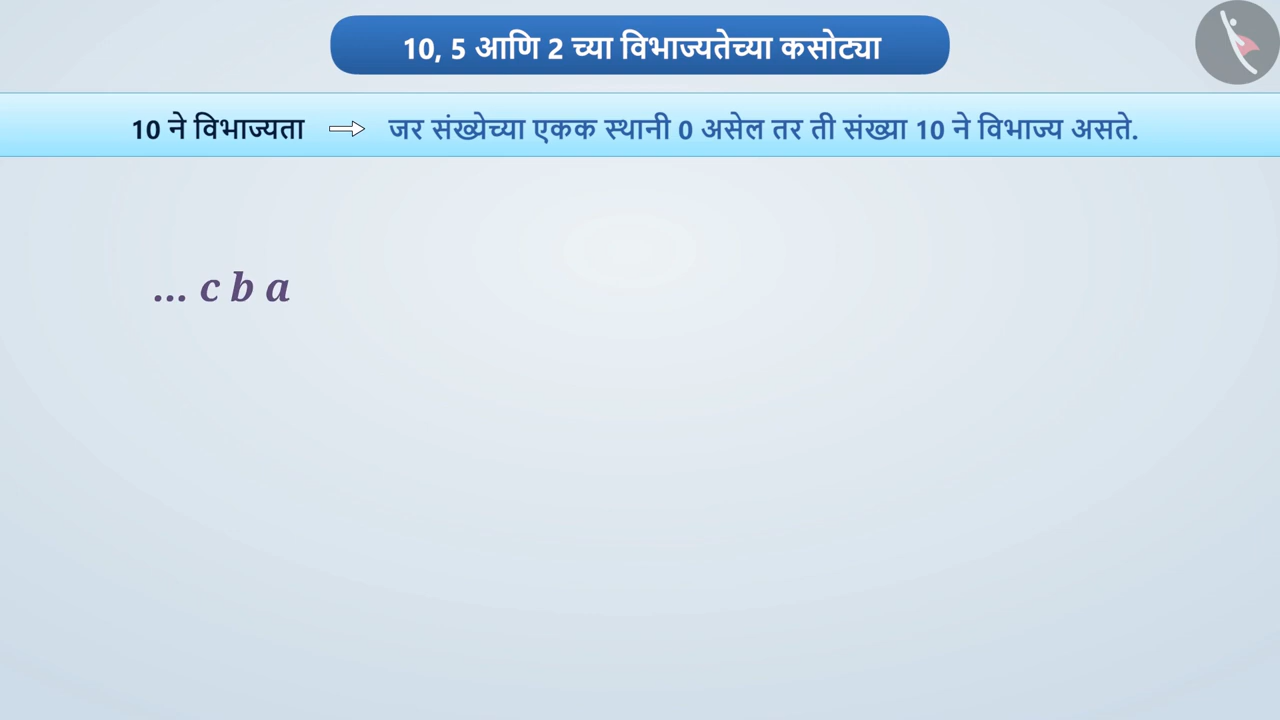 10, 5 आणि 2 च्या विभाज्यतेच्या कसोट्या
10 ने विभाज्यता ⇨ जर संख्येच्या एकक स्थानी 0 असेल तर ती संख्या 10 ने विभाज्य असते.
... c b a